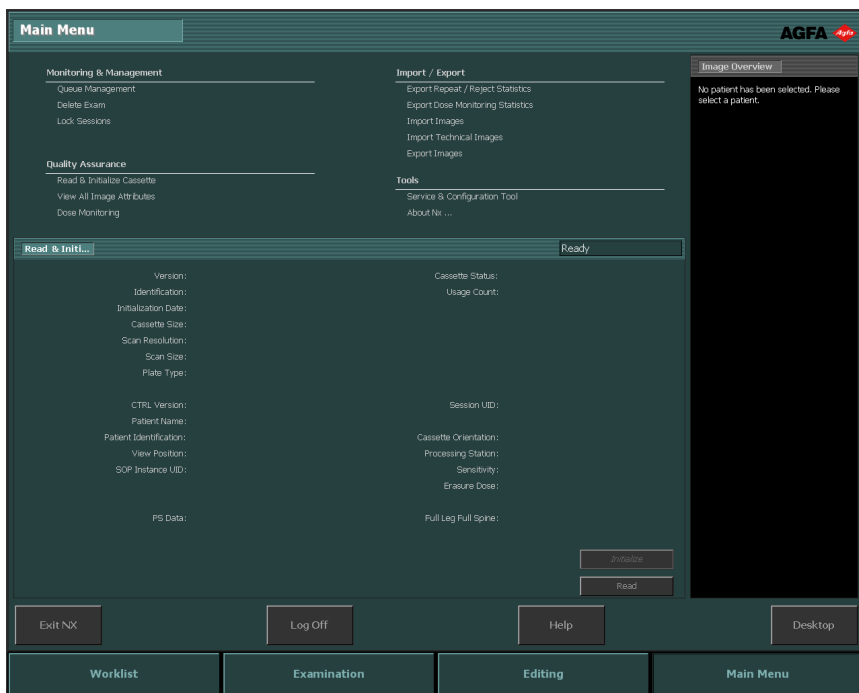 Main Menu
AGFA
Agfa
Monitoring & Management
Queue Management
Delete Exam
Lock Sessions
Quality Assurance
Read & Initialize Cassette
View All Image Attributes
Dose Monitoring
Import / Export
Export Repeat / Reject Statistics
Export Dose Monitoring Statistics
Import Images
Import Technical Images
Export Images
Tools
Service & Configuration Tool
About Nx ...
Image Overview
No patient has been selected. Please
select a patient.
Read & Initi...
Ready
Version:
Identification:
Initialization Date:
Cassette Size:
Scan Resolution:
Scan Size:
Plate Type:
Cassette Status:
Usage Count:
CTRL Version:
Patient Name:
Patient Identification:
View Position:
SOP Instance UID:
Session UID:
Cassette Orientation:
Processing Station:
Sensitivity:
Erasure Dose:
PS Data:
Full Leg Full Spine:
Initialize
Read
Exit NX
Log Off
Help
Desktop
Worklist
Examination
Editing
Main Menu